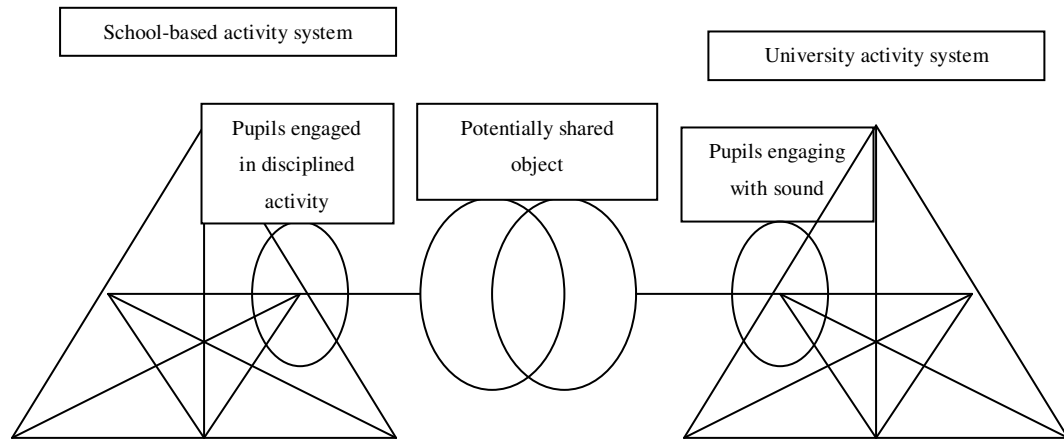 School-based activity system
University activity system
Pupils engaged
in disciplined
activity
Potentially shared
object
Pupils engaging
with sound